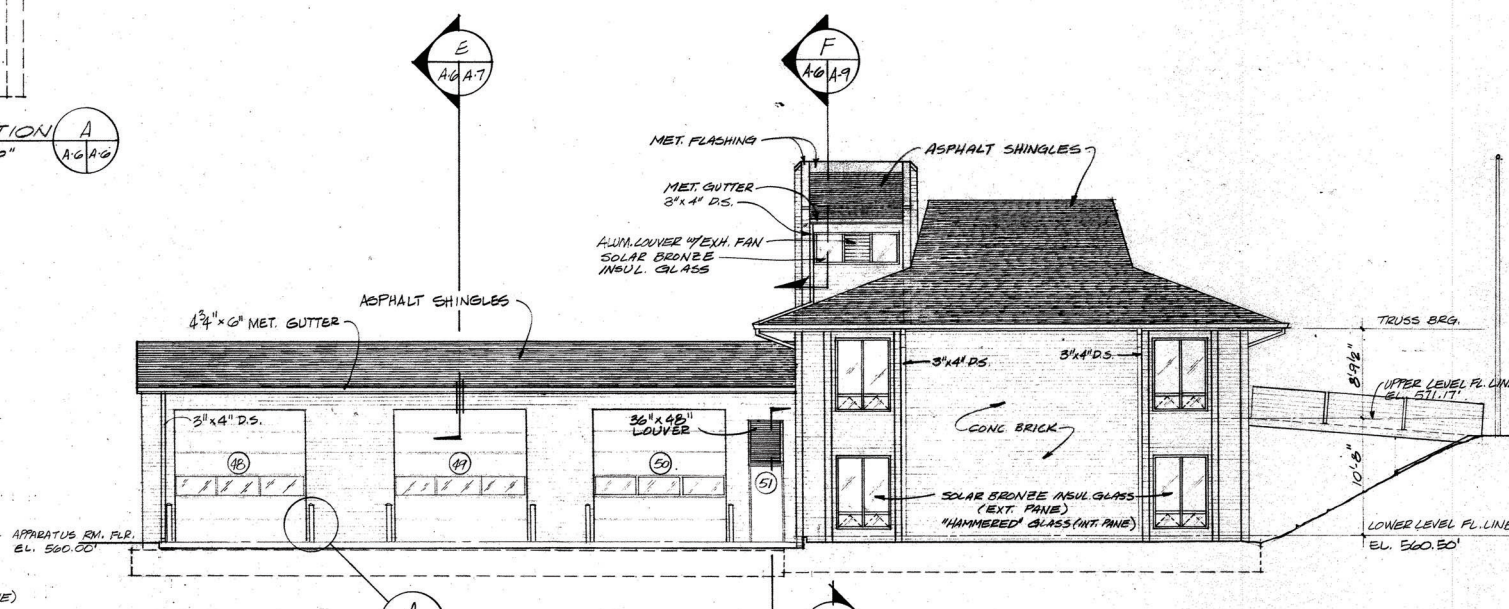 E
A-6 A-7
F
A-6 A-9
TION
A
A-6 A-6
MET. FLASHING
ASPHALT SHINGLES
MET. GUTTER
3"x4" D.S.
ALUM. LOUVER W/EXH. FAN
SOLAR BRONZE
INSUL. GLASS
ASPHALT SHINGLES
4¾"x6" MET. GUTTER
TRUSS BRG.
3"x4" D.S.
3"x4" D.S.
8'-9½"
UPPER LEVEL FL. LINE
EL. 571.17'
3"x4" D.S.
36"x48"
LOUVER
CONC. BRICK
48
49
50
51
10'-8"
SOLAR BRONZE INSUL. GLASS
(EXT. PANE)
"HAMMERED" GLASS (INT. PANE)
APPARATUS RM. FLR.
EL. 560.00'
LOWER LEVEL FL. LINE
EL. 560.50'
A